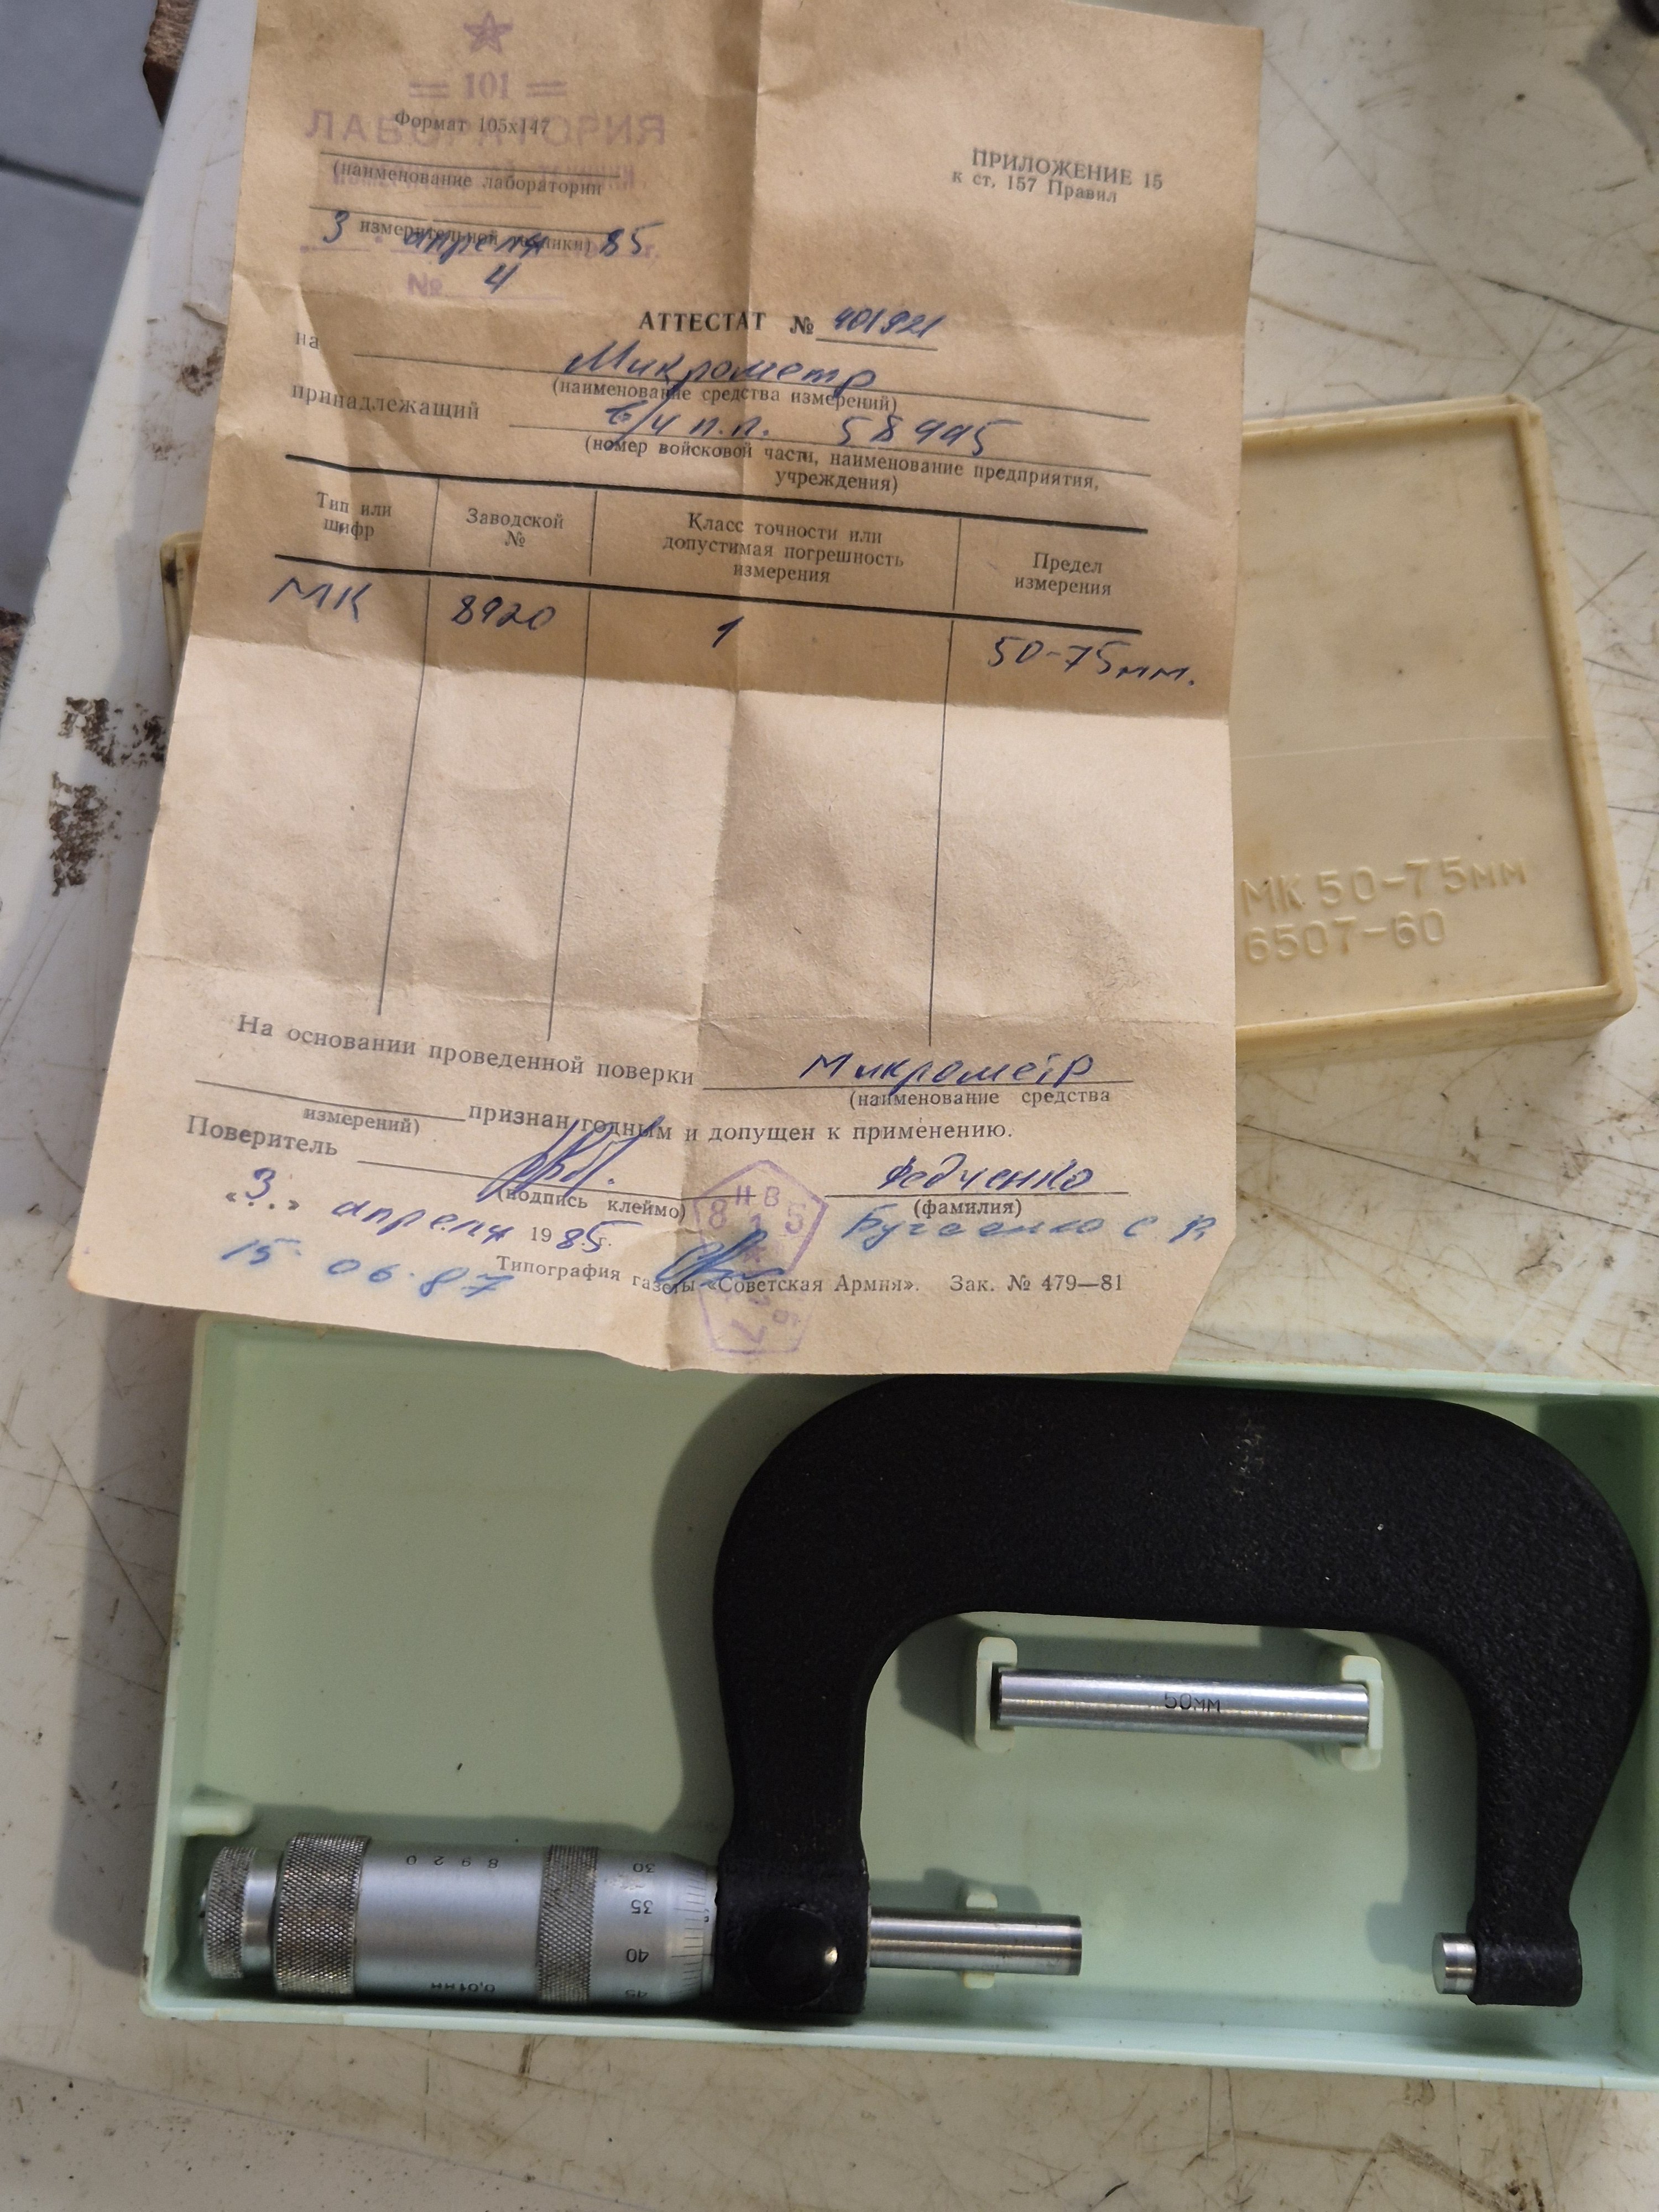 101
ЛАБОРАТОРИЯ
Формат 105х147
(наименование лаборатории
измерительной техники)
3 апреля 85 г.
№ 4
ПРИЛОЖЕНИЕ 15
к ст. 157 Правил
АТТЕСТАТ № 401921
на Микрометр
(наименование средства измерений)
принадлежащий в/ч п.п. 58995
(номер войсковой части, наименование предприятия,
учреждения)
Тип или шифр
Заводской №
Класс точности или допустимая погрешность измерения
Предел измерения
МК 8920 1 50-75мм.
На основании проведенной поверки Микрометр
(наименование средства
измерений) признан годным и допущен к применению.
Поверитель Федченко
(подпись клеймо) (фамилия)
«3» апреля 1985 г.
15.06.87
Типография газеты «Советская Армия». Зак. № 479—81
МК 50-75мм
6507-60
50мм
8920
0,01мм
30
35
40
45